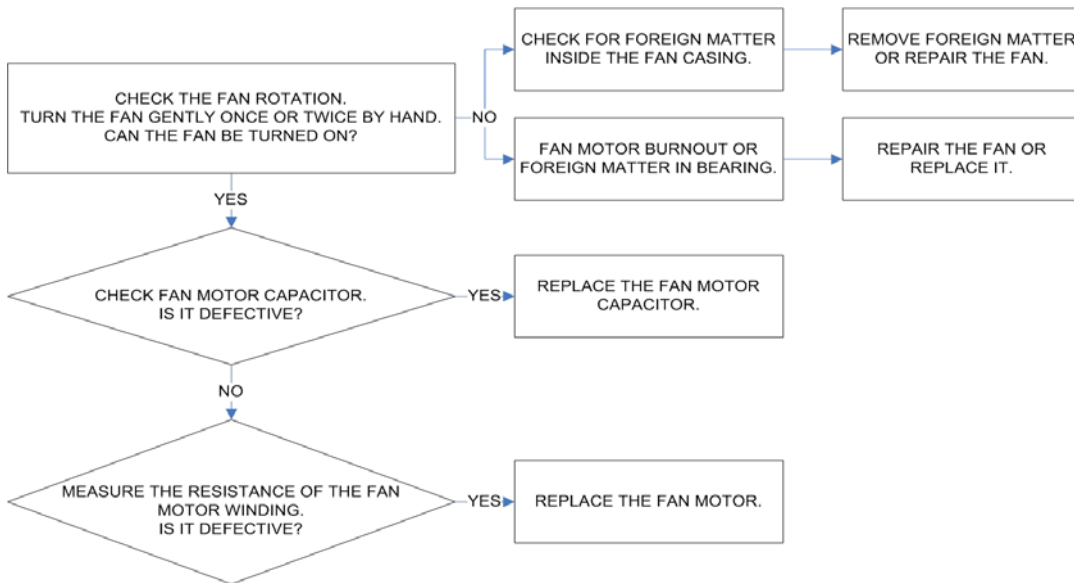 CHECK THE FAN ROTATION.
TURN THE FAN GENTLY ONCE OR TWICE BY HAND.
CAN THE FAN BE TURNED ON?
NO
CHECK FOR FOREIGN MATTER
INSIDE THE FAN CASING.
REMOVE FOREIGN MATTER
OR REPAIR THE FAN.
FAN MOTOR BURNOUT OR
FOREIGN MATTER IN BEARING.
REPAIR THE FAN OR
REPLACE IT.
YES
CHECK FAN MOTOR CAPACITOR.
IS IT DEFECTIVE?
YES
REPLACE THE FAN MOTOR
CAPACITOR.
NO
MEASURE THE RESISTANCE OF THE FAN
MOTOR WINDING.
IS IT DEFECTIVE?
YES
REPLACE THE FAN MOTOR.